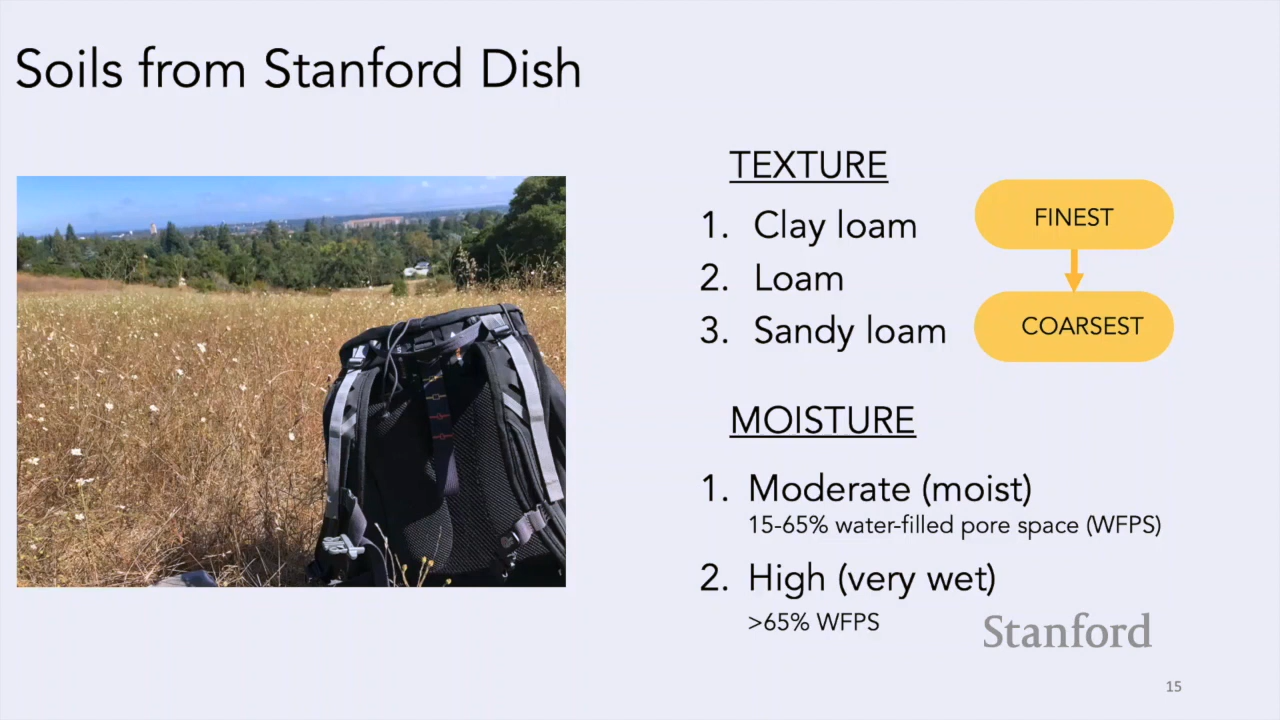 Soils from Stanford Dish
TEXTURE
1. Clay loam
2. Loam
3. Sandy loam
FINEST
COARSEST
MOISTURE
1. Moderate (moist)
15-65% water-filled pore space (WFPS)
2. High (very wet)
>65% WFPS
Stanford
15